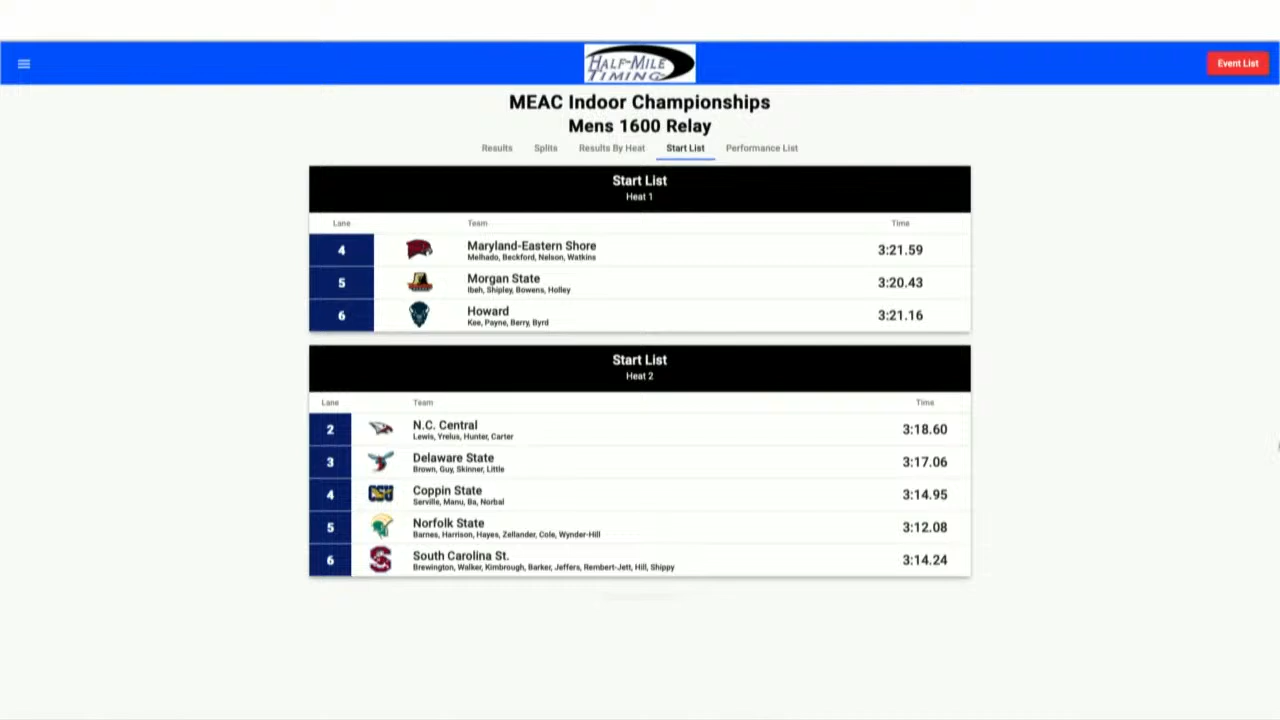 HALF-MILE
TIMING
Event List
MEAC Indoor Championships
Mens 1600 Relay
Results Splits Results By Heat Start List Performance List
Start List
Heat 1
Lane Team Time
4 Maryland-Eastern Shore 3:21.59
Melhado, Beckford, Nelson, Watkins
5 Morgan State 3:20.43
Ibeh, Shipley, Bowens, Holley
6 Howard 3:21.16
Kee, Payne, Berry, Byrd
Start List
Heat 2
Lane Team Time
2 N.C. Central 3:18.60
Lewis, Yrelus, Hunter, Carter
3 Delaware State 3:17.06
Brown, Guy, Skinner, Little
4 CSU Coppin State 3:14.95
Serville, Manu, Ba, Norbal
5 Norfolk State 3:12.08
Barnes, Harrison, Hayes, Zellander, Cole, Wynder-Hill
6 South Carolina St. 3:14.24
Brewington, Walker, Kimbrough, Barker, Jeffers, Rembert-Jett, Hill, Shippy